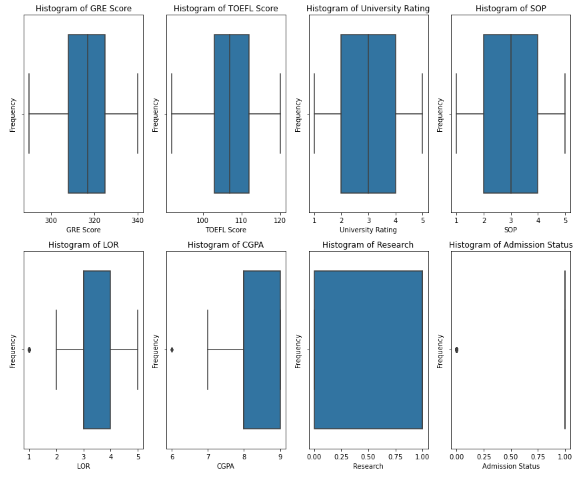 Histogram of GRE Score
Histogram of TOEFL Score
Histogram of University Rating
Histogram of SOP
Frequency
Frequency
Frequency
Frequency
300 320 340
100 110 120
1 2 3 4 5
1 2 3 4 5
GRE Score
TOEFL Score
University Rating
SOP
Histogram of LOR
Histogram of CGPA
Histogram of Research
Histogram of Admission Status
Frequency
Frequency
Frequency
Frequency
1 2 3 4 5
6 7 8 9
0.00 0.25 0.50 0.75 1.00
0.00 0.25 0.50 0.75 1.00
LOR
CGPA
Research
Admission Status